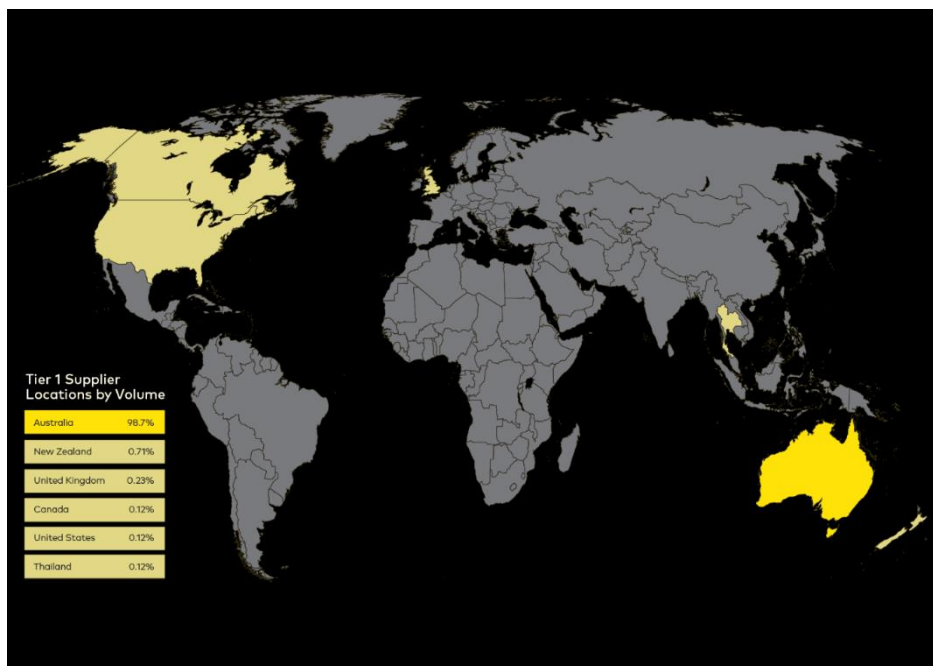 Tier 1 Supplier
Locations by Volume
Australia 98.7%
New Zealand 0.71%
United Kingdom 0.23%
Canada 0.12%
United States 0.12%
Thailand 0.12%